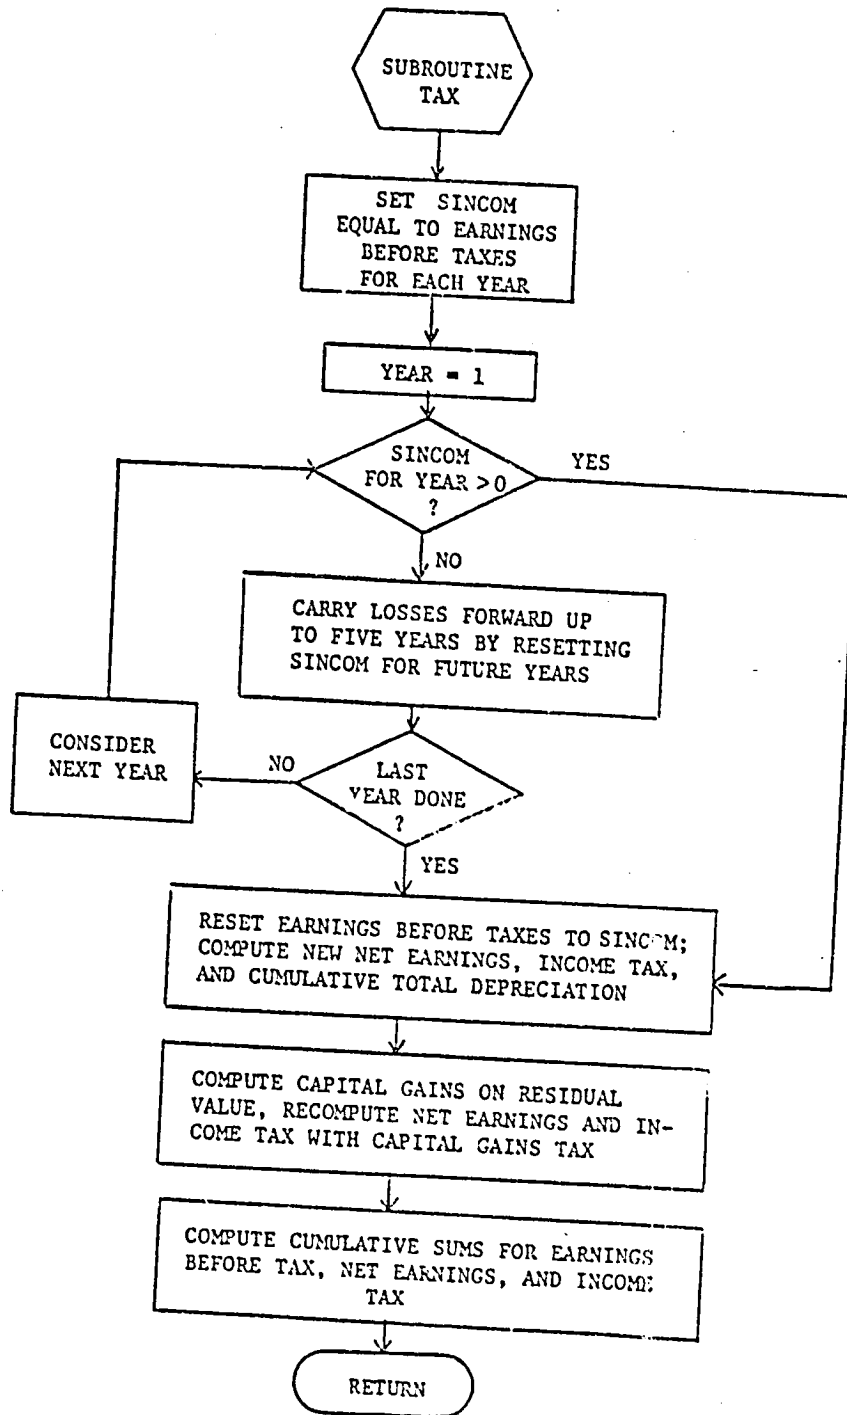 SUBROUTINE
TAX
SET SINCOM
EQUAL TO EARNINGS
BEFORE TAXES
FOR EACH YEAR
YEAR = 1
SINCOM
FOR YEAR > 0
?
YES
NO
CARRY LOSSES FORWARD UP
TO FIVE YEARS BY RESETTING
SINCOM FOR FUTURE YEARS
CONSIDER
NEXT YEAR
NO
LAST
YEAR DONE
?
YES
RESET EARNINGS BEFORE TAXES TO SINCOM;
COMPUTE NEW NET EARNINGS, INCOME TAX,
AND CUMULATIVE TOTAL DEPRECIATION
COMPUTE CAPITAL GAINS ON RESIDUAL
VALUE, RECOMPUTE NET EARNINGS AND IN-
COME TAX WITH CAPITAL GAINS TAX
COMPUTE CUMULATIVE SUMS FOR EARNINGS
BEFORE TAX, NET EARNINGS, AND INCOME
TAX
RETURN